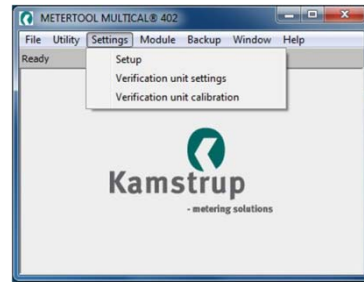 METERTOOL MULTICAL® 402
File Utility Settings Module Backup Window Help
Ready
Setup
Verification unit settings
Verification unit calibration
Kamstrup
- metering solutions